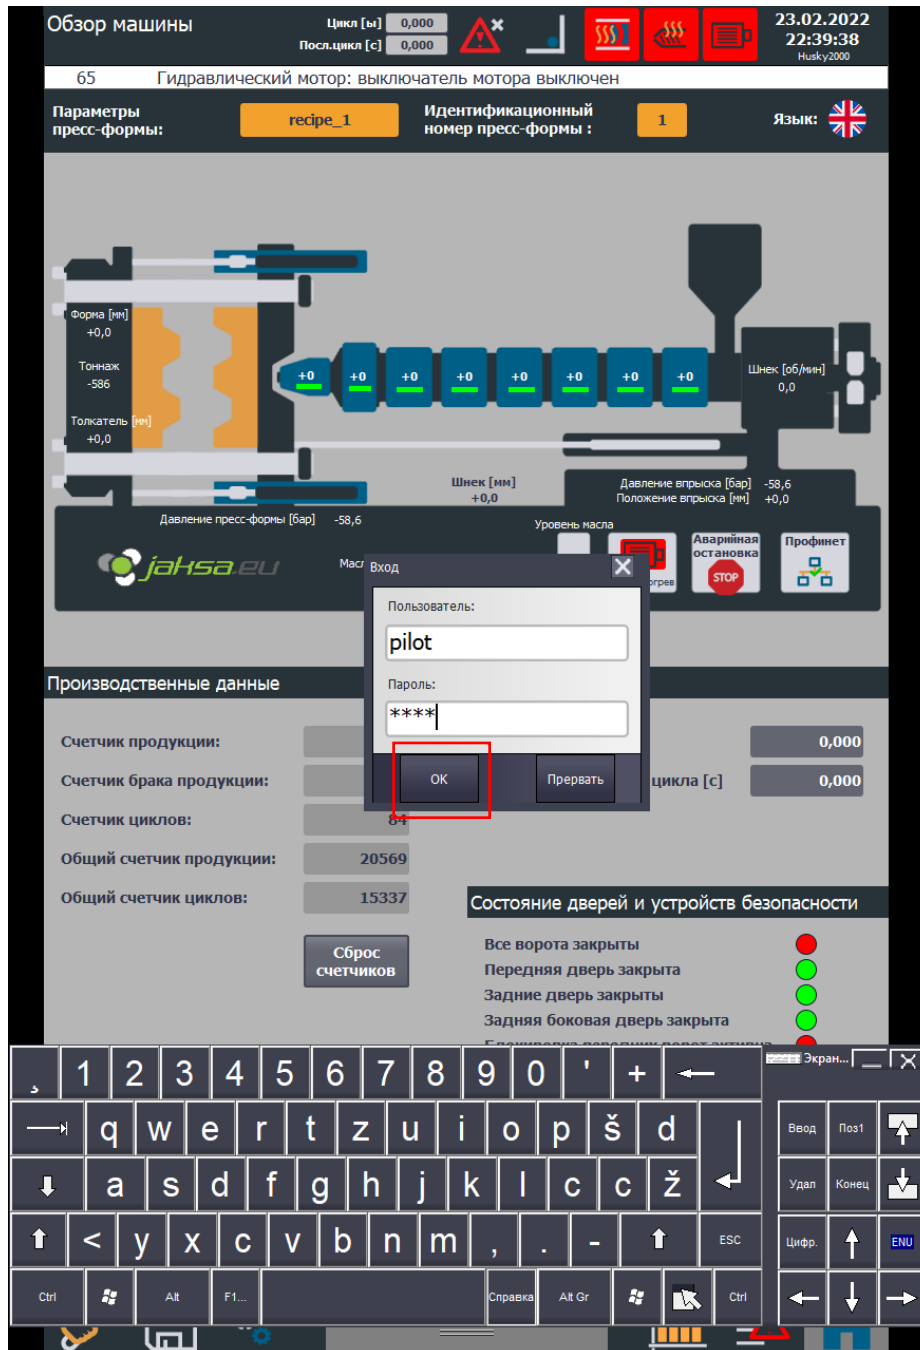 Обзор машины
Цикл [ы] 0,000
Посл.цикл [с] 0,000
23.02.2022
22:39:38
Husky2000
65 Гидравлический мотор: выключатель мотора выключен
Параметры
пресс-формы:
recipe_1
Идентификационный
номер пресс-формы :
1
Язык:
Форма [мм]
+0,0
Тоннаж
-586
Толкатель [мм]
+0,0
+0 +0 +0 +0 +0 +0 +0 +0
Шнек [об/мин]
0,0
Шнек [мм]
+0,0
Давление впрыска [бар] -58,6
Положение впрыска [мм] +0,0
Давление пресс-формы [бар] -58,6
Уровень масла
jaksa.eu
Аварийная
остановка
STOP
Профинет
Вход
Пользователь:
pilot
Пароль:
****
OK
Прервать
Производственные данные
Счетчик продукции:
Счетчик брака продукции:
Счетчик циклов: 84
Общий счетчик продукции: 20569
Общий счетчик циклов: 15337
Сброс
счетчиков
0,000
цикла [с] 0,000
Состояние дверей и устройств безопасности
Все ворота закрыты
Передняя дверь закрыта
Задние дверь закрыты
Задняя боковая дверь закрыта
Экран...
¸ 1 2 3 4 5 6 7 8 9 0 ' +
q w e r t z u i o p š d
a s d f g h j k l c c ž
< y x c v b n m , . - ESC
Ctrl Alt F1... Справка Alt Gr Ctrl
Ввод Поз1
Удал Конец
Цифр. ENU